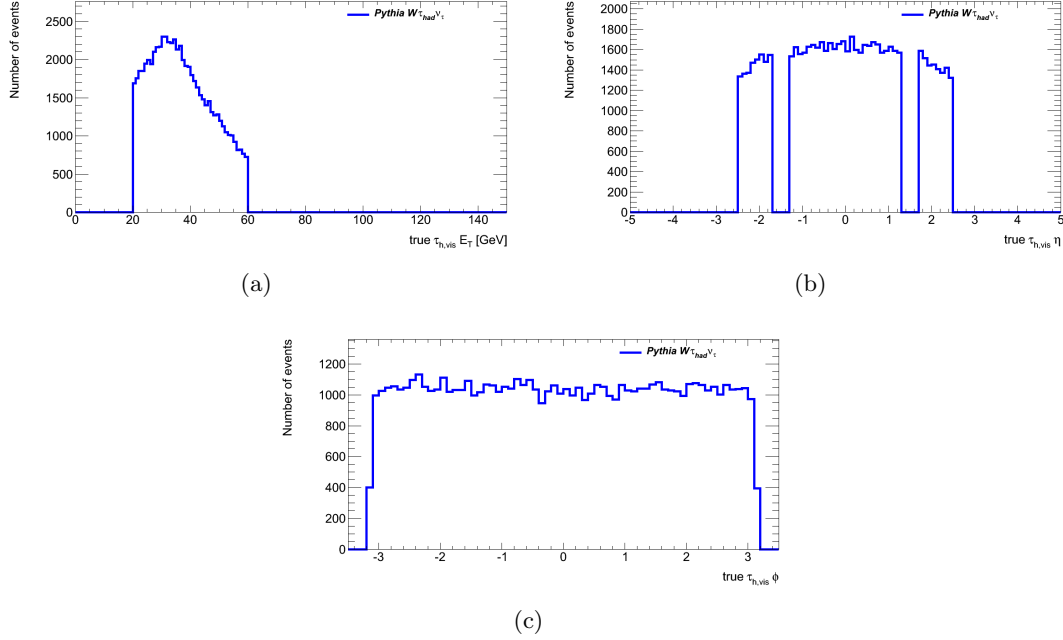 Number of events
2500
2000
1500
1000
500
0
Pythia Wτhadντ
0 20 40 60 80 100 120 140
true τh,vis ET [GeV]
(a)
Number of events
2000
1800
1600
1400
1200
1000
800
600
400
200
0
Pythia Wτhadντ
-5 -4 -3 -2 -1 0 1 2 3 4 5
true τh,vis η
(b)
Number of events
1200
1000
800
600
400
200
0
Pythia Wτhadντ
-3 -2 -1 0 1 2 3
true τh,vis ϕ
(c)